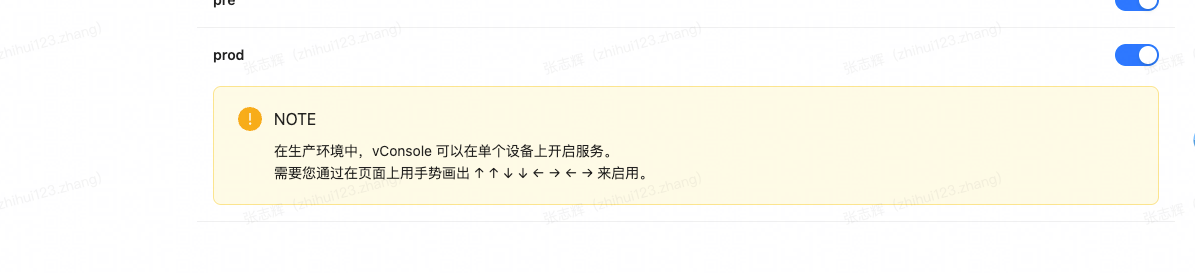 pre
prod
NOTE
在生产环境中，vConsole 可以在单个设备上开启服务。
需要您通过在页面上用手势画出 ↑ ↑ ↓ ↓ ← → ← → 来启用。
张志辉（zhihui123.zhang）